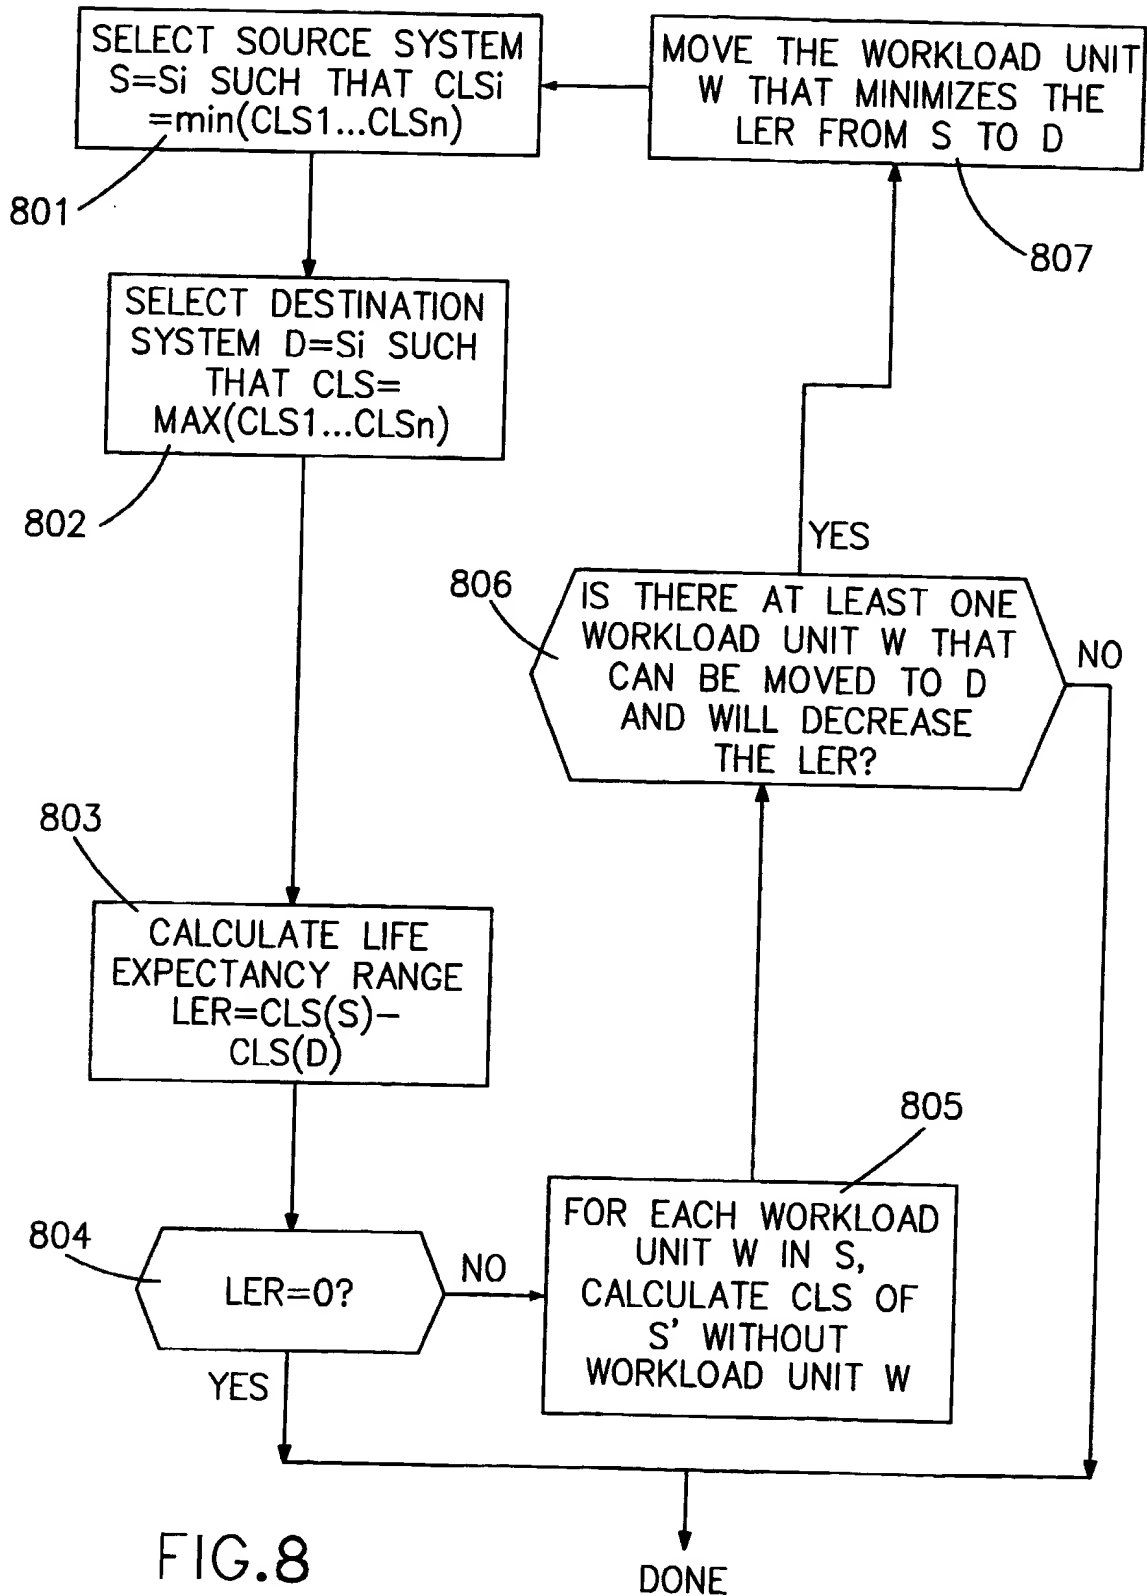 SELECT SOURCE SYSTEM
S=Si SUCH THAT CLSi
=min(CLS1...CLSn)
801
MOVE THE WORKLOAD UNIT
W THAT MINIMIZES THE
LER FROM S TO D
807
SELECT DESTINATION
SYSTEM D=Si SUCH
THAT CLS=
MAX(CLS1...CLSn)
802
YES
806
IS THERE AT LEAST ONE
WORKLOAD UNIT W THAT
CAN BE MOVED TO D
AND WILL DECREASE
THE LER?
NO
803
CALCULATE LIFE
EXPECTANCY RANGE
LER=CLS(S)-
CLS(D)
805
804
LER=0?
NO
YES
FOR EACH WORKLOAD
UNIT W IN S,
CALCULATE CLS OF
S' WITHOUT
WORKLOAD UNIT W
FIG.8
DONE